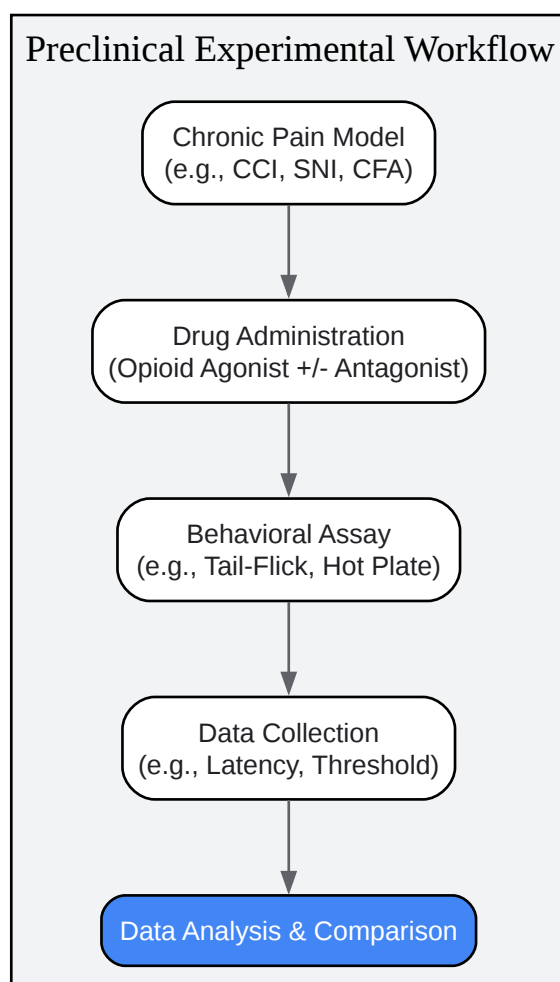 Preclinical Experimental Workflow
Chronic Pain Model
(e.g., CCI, SNI, CFA)
Drug Administration
(Opioid Agonist +/- Antagonist)
Behavioral Assay
(e.g., Tail-Flick, Hot Plate)
Data Collection
(e.g., Latency, Threshold)
Data Analysis & Comparison